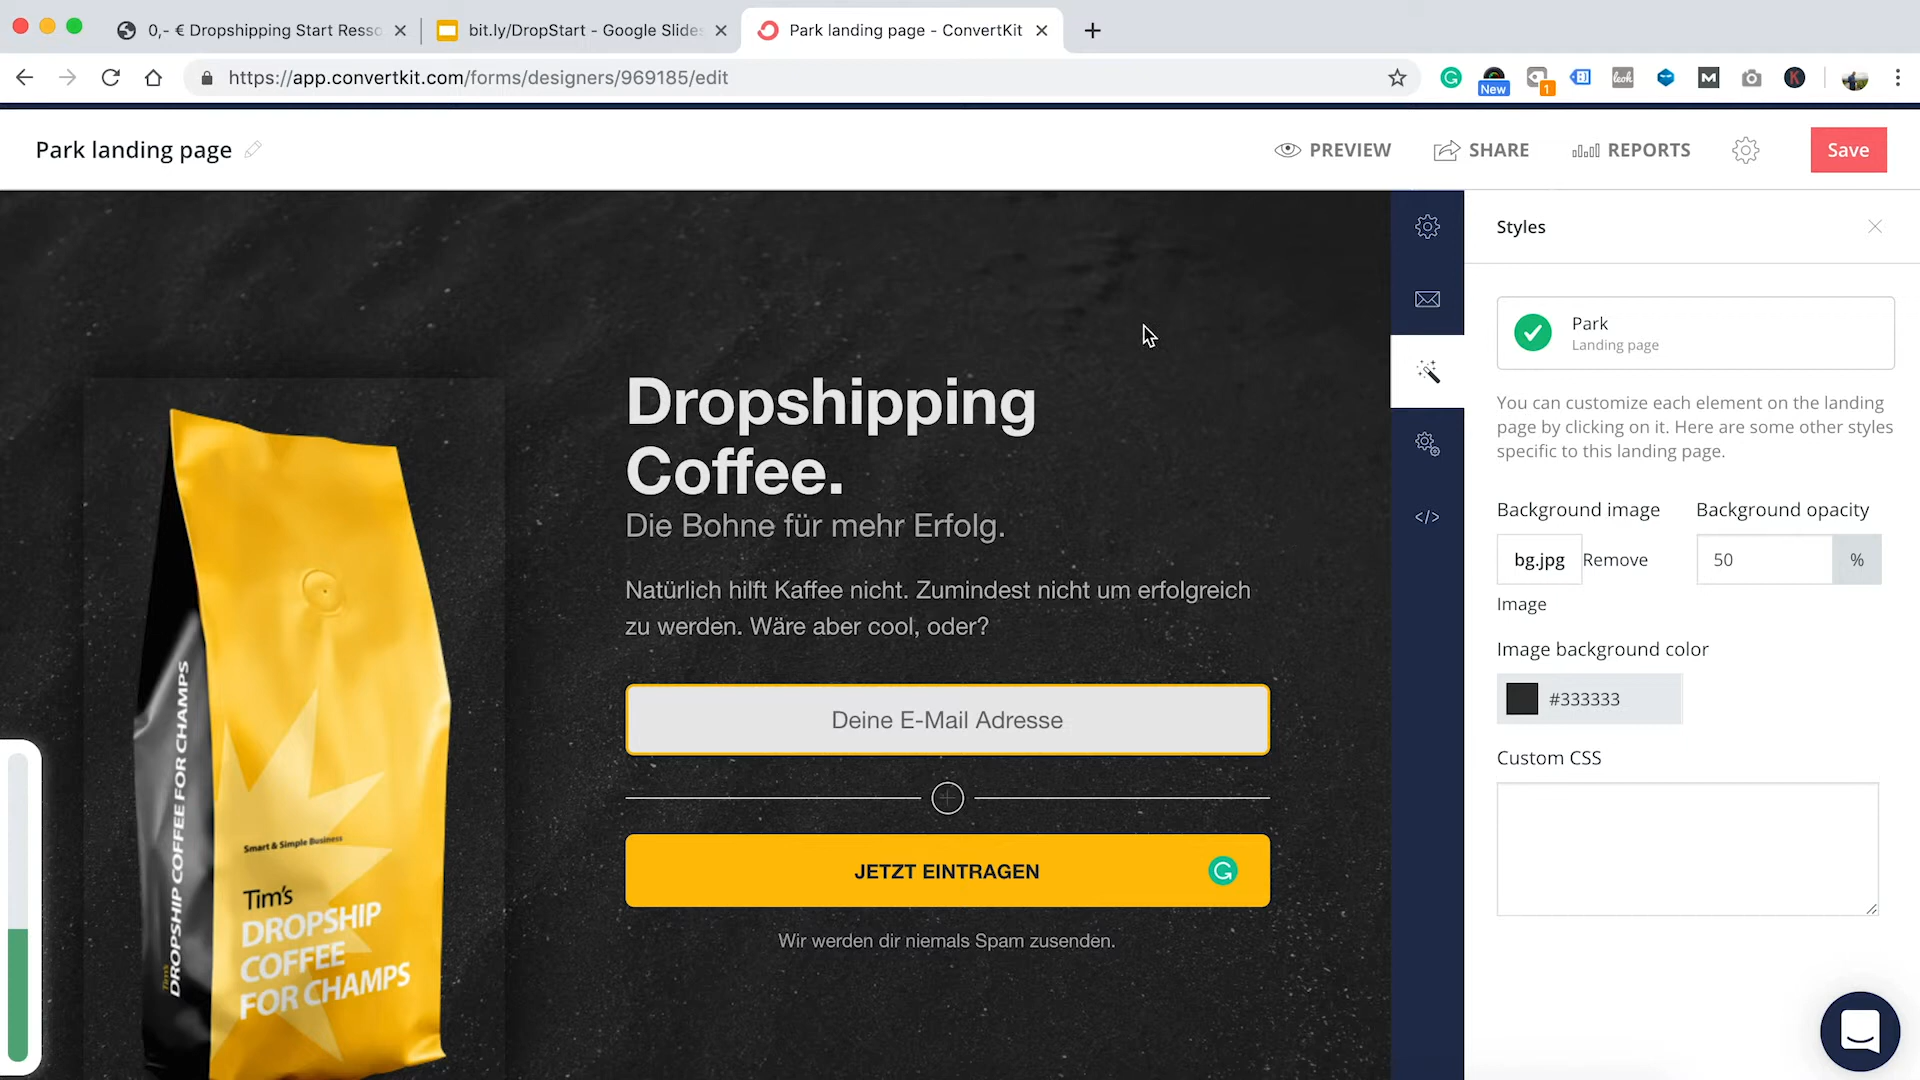 0,- € Dropshipping Start Resso
bit.ly/DropStart - Google Slides
Park landing page - ConvertKit
https://app.convertkit.com/forms/designers/969185/edit
New
1
Park landing page
PREVIEW
SHARE
REPORTS
Save
Dropshipping
Coffee.
Die Bohne für mehr Erfolg.
Natürlich hilft Kaffee nicht. Zumindest nicht um erfolgreich
zu werden. Wäre aber cool, oder?
Deine E-Mail Adresse
JETZT EINTRAGEN
Wir werden dir niemals Spam zusenden.
DROPSHIP COFFEE FOR CHAMPS
Tim's
Smart & Simple Business
Tim's
DROPSHIP
COFFEE
FOR CHAMPS
Styles
Park
Landing page
You can customize each element on the landing
page by clicking on it. Here are some other styles
specific to this landing page.
Background image
Background opacity
bg.jpg
Remove
50
%
Image
Image background color
#333333
Custom CSS